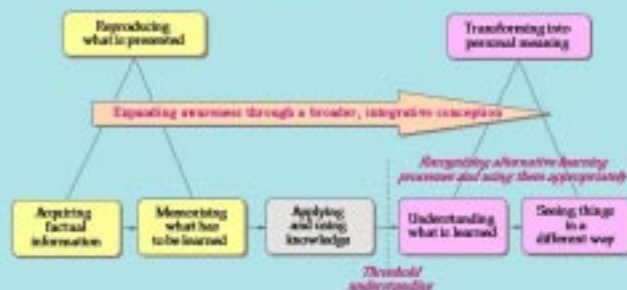 Reproducing
what is presented
Transforming into
personal meaning
Expanding awareness through a broader, integrative conception
Recognizing alternative learning
processes and using them appropriately
Acquiring
factual
information
Memorising
what has
to be learned
Applying
and using
knowledge
Understanding
what is learned
Seeing things
in a
different way
Threshold
understanding